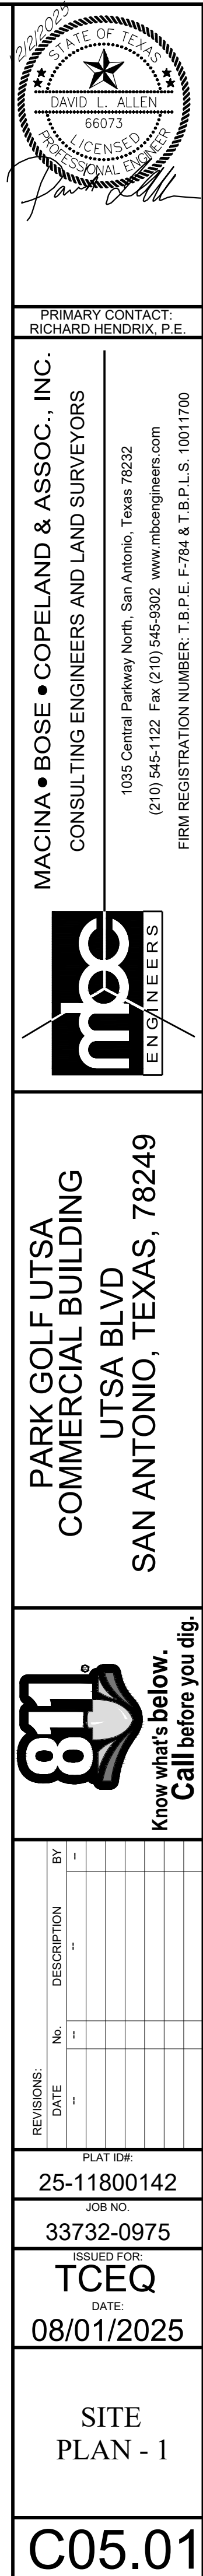 12/2/2025
STATE OF TEXAS
DAVID L. ALLEN
66073
LICENSED
PROFESSIONAL ENGINEER
PRIMARY CONTACT:
RICHARD HENDRIX, P.E.
MACINA • BOSE • COPELAND & ASSOC., INC.
CONSULTING ENGINEERS AND LAND SURVEYORS
1035 Central Parkway North, San Antonio, Texas 78232
(210) 545-1122 Fax (210) 545-9302 www.mbcengineers.com
FIRM REGISTRATION NUMBER: T.B.P.E. F-784 & T.B.P.L.S. 10011700
mbc
ENGINEERS
PARK GOLF UTSA
COMMERCIAL BUILDING
UTSA BLVD
SAN ANTONIO, TEXAS, 78249
811®
Know what's below.
Call before you dig.
REVISIONS:
DATE No. DESCRIPTION BY
-- -- -- --
PLAT ID#:
25-11800142
JOB NO.
33732-0975
ISSUED FOR:
TCEQ
DATE:
08/01/2025
SITE
PLAN - 1
C05.01